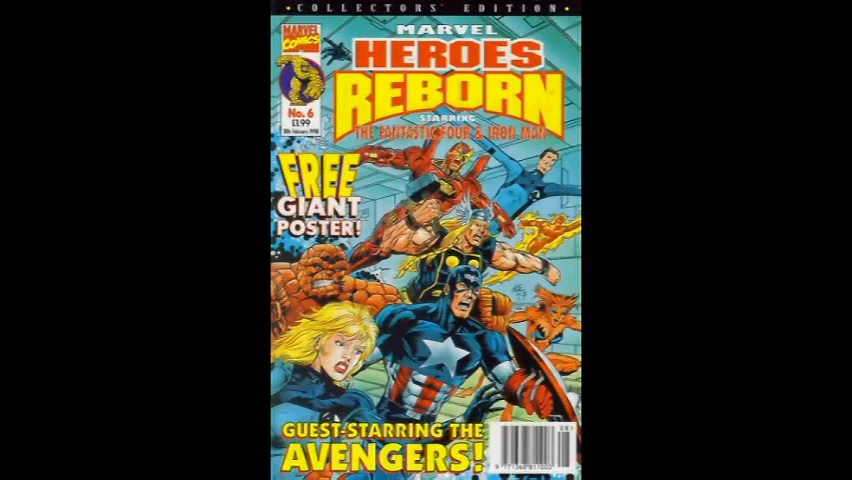 · COLLECTORS' EDITION ·
MARVEL
COMICS
MARVEL
HEROES
REBORN
STARRING
THE FANTASTIC FOUR & IRON MAN
No. 6
£1.99
FREE
GIANT
POSTER!
GUEST-STARRING THE
AVENGERS!